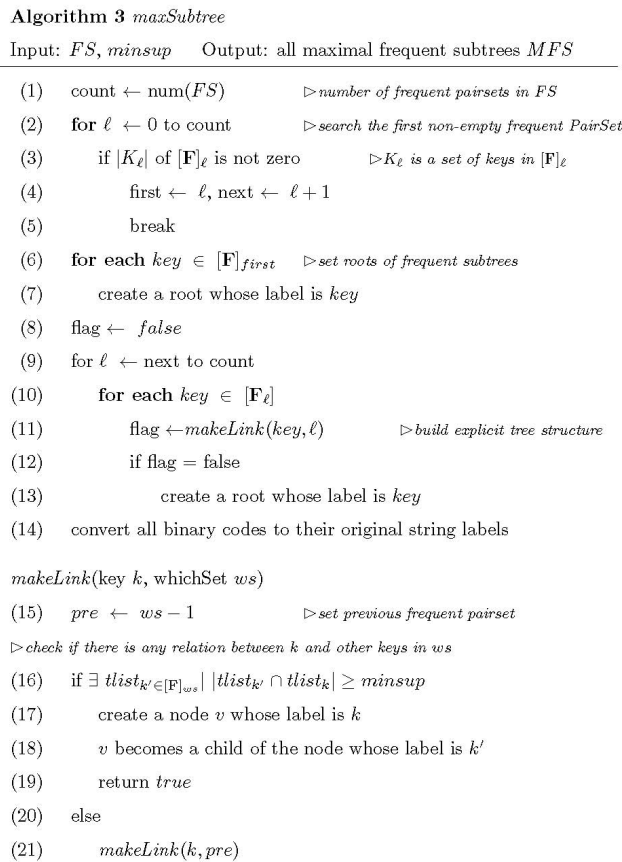 Algorithm 3 maxSubtree
Input: FS, minsup Output: all maximal frequent subtrees MFS
(1) count ← num(FS) ▷number of frequent pairsets in FS
(2) for ℓ ← 0 to count ▷search the first non-empty frequent PairSet
(3) if |Kℓ| of [F]ℓ is not zero ▷Kℓ is a set of keys in [F]ℓ
(4) first ← ℓ, next ← ℓ + 1
(5) break
(6) for each key ∈ [F]first ▷set roots of frequent subtrees
(7) create a root whose label is key
(8) flag ← false
(9) for ℓ ← next to count
(10) for each key ∈ [Fℓ]
(11) flag ←makeLink(key, ℓ) ▷build explicit tree structure
(12) if flag = false
(13) create a root whose label is key
(14) convert all binary codes to their original string labels
makeLink(key k, whichSet ws)
(15) pre ← ws − 1 ▷set previous frequent pairset
▷check if there is any relation between k and other keys in ws
(16) if ∃ tlistk′∈[F]ws| |tlistk′ ∩ tlistk| ≥ minsup
(17) create a node v whose label is k
(18) v becomes a child of the node whose label is k′
(19) return true
(20) else
(21) makeLink(k, pre)